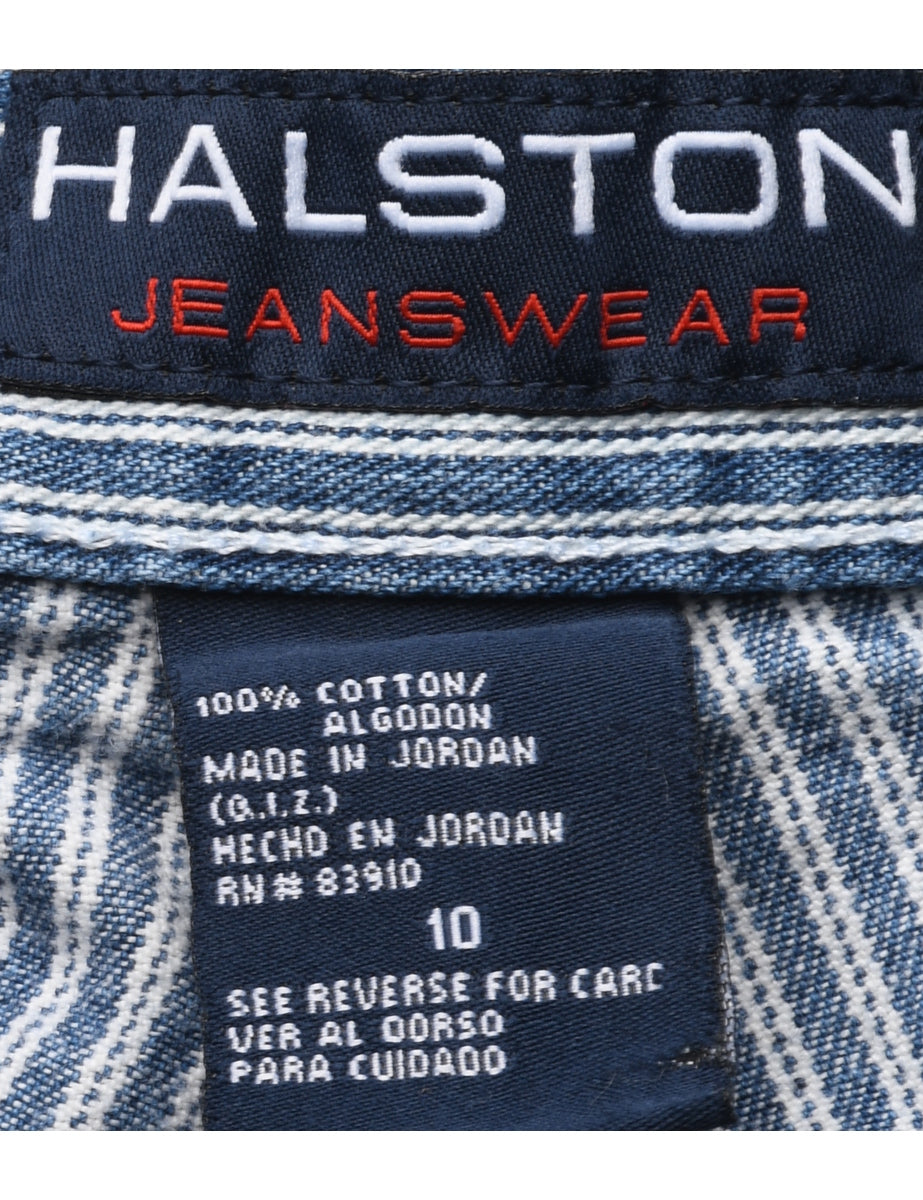 HALSTON
JEANSWEAR
100% COTTON/
ALGODON
MADE IN JORDAN
(Q.I.Z.)
HECHO EN JORDAN
RN# 83910
10
SEE REVERSE FOR CARE
VER AL DORSO
PARA CUIDADO